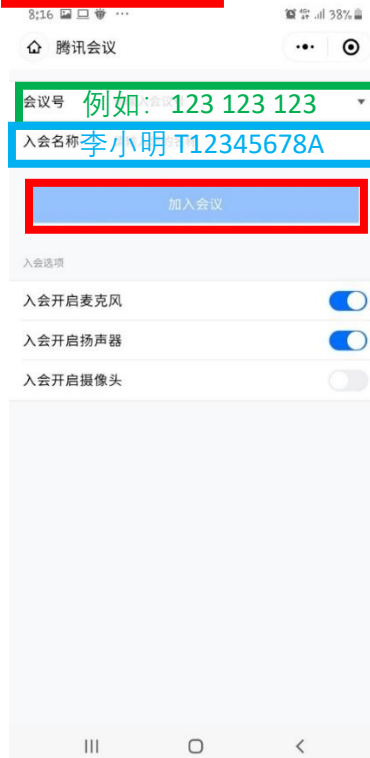 8:16 ... 38%
腾讯会议
会议号 例如：123 123 123
入会名称 李小明 T12345678A
加入会议
入会选项
入会开启麦克风
入会开启扬声器
入会开启摄像头